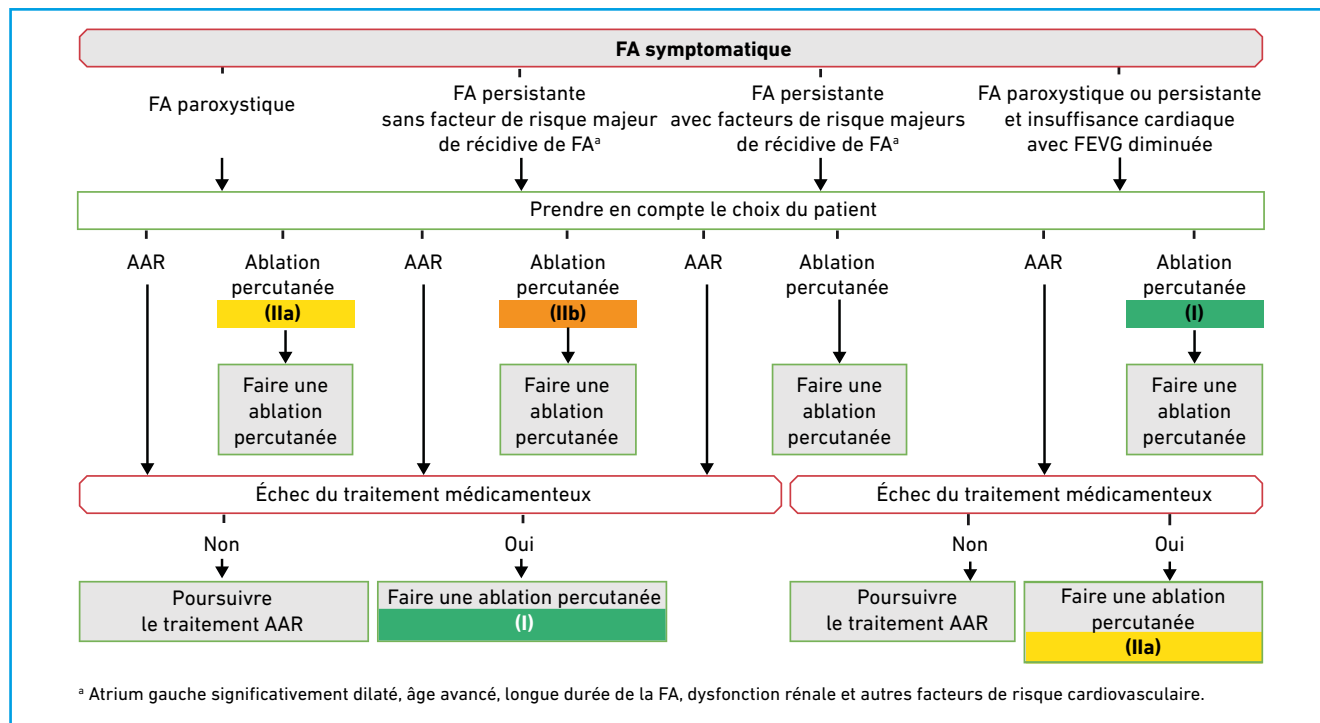 FA symptomatique
FA paroxystique
FA persistante
sans facteur de risque majeur
de récidive de FAᵃ
FA persistante
avec facteurs de risque majeurs
de récidive de FAᵃ
FA paroxystique ou persistante
et insuffisance cardiaque
avec FEVG diminuée
Prendre en compte le choix du patient
AAR
Ablation
percutanée
(IIa)
AAR
Ablation
percutanée
(IIb)
AAR
Ablation
percutanée
AAR
Ablation
percutanée
(I)
Faire une
ablation
percutanée
Faire une
ablation
percutanée
Faire une
ablation
percutanée
Faire une
ablation
percutanée
Échec du traitement médicamenteux
Échec du traitement médicamenteux
Non
Oui
Non
Oui
Poursuivre
le traitement AAR
Faire une ablation percutanée
(I)
Poursuivre
le traitement AAR
Faire une ablation
percutanée
(IIa)
ᵃ Atrium gauche significativement dilaté, âge avancé, longue durée de la FA, dysfonction rénale et autres facteurs de risque cardiovasculaire.